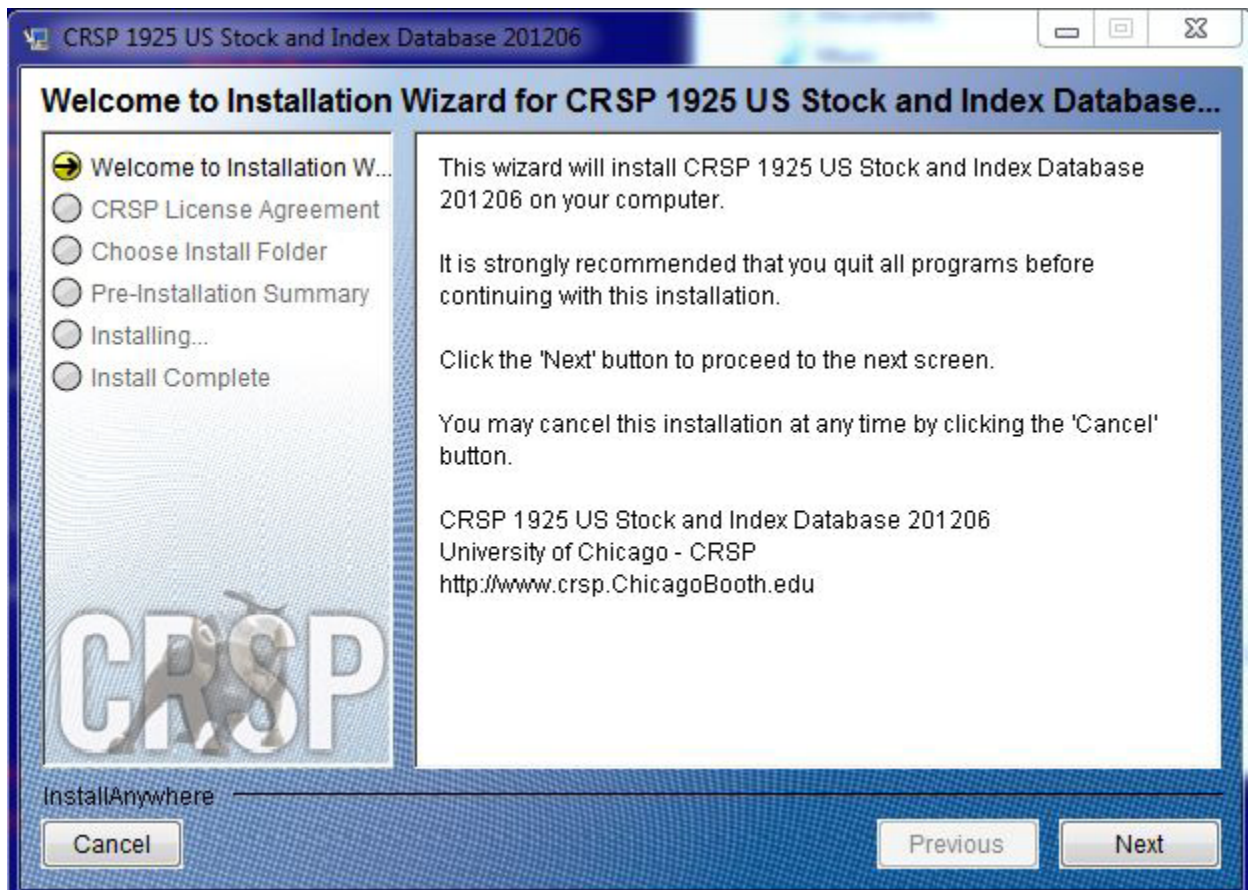 CRSP 1925 US Stock and Index Database 201206
Welcome to Installation Wizard for CRSP 1925 US Stock and Index Database...
Welcome to Installation W...
CRSP License Agreement
Choose Install Folder
Pre-Installation Summary
Installing...
Install Complete
CRSP
This wizard will install CRSP 1925 US Stock and Index Database
201206 on your computer.
It is strongly recommended that you quit all programs before
continuing with this installation.
Click the 'Next' button to proceed to the next screen.
You may cancel this installation at any time by clicking the 'Cancel'
button.
CRSP 1925 US Stock and Index Database 201206
University of Chicago - CRSP
http://www.crsp.ChicagoBooth.edu
InstallAnywhere
Cancel
Previous
Next